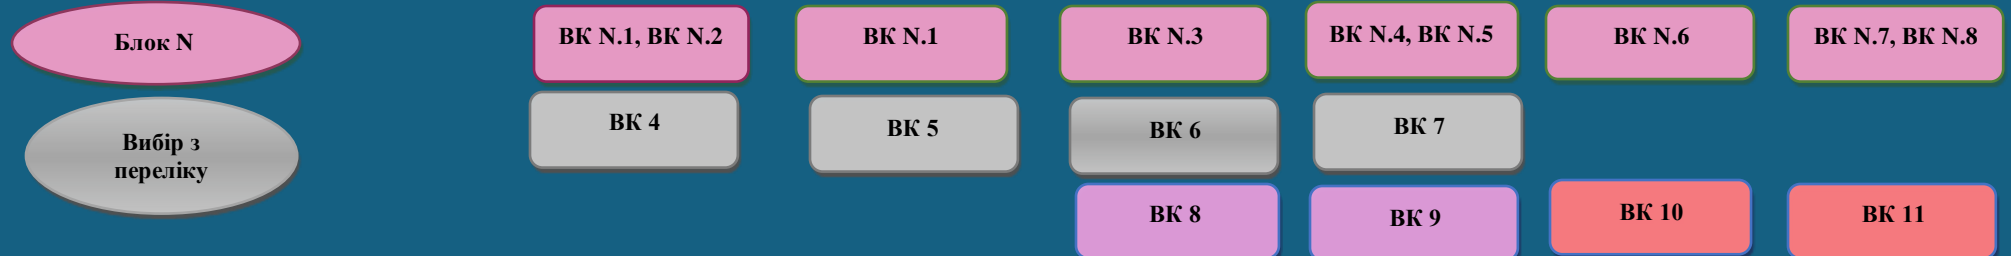 Блок N
ВК N.1, ВК N.2
ВК N.1
ВК N.3
ВК N.4, ВК N.5
ВК N.6
ВК N.7, ВК N.8
Вибір з
переліку
ВК 4
ВК 5
ВК 6
ВК 7
ВК 8
ВК 9
ВК 10
ВК 11